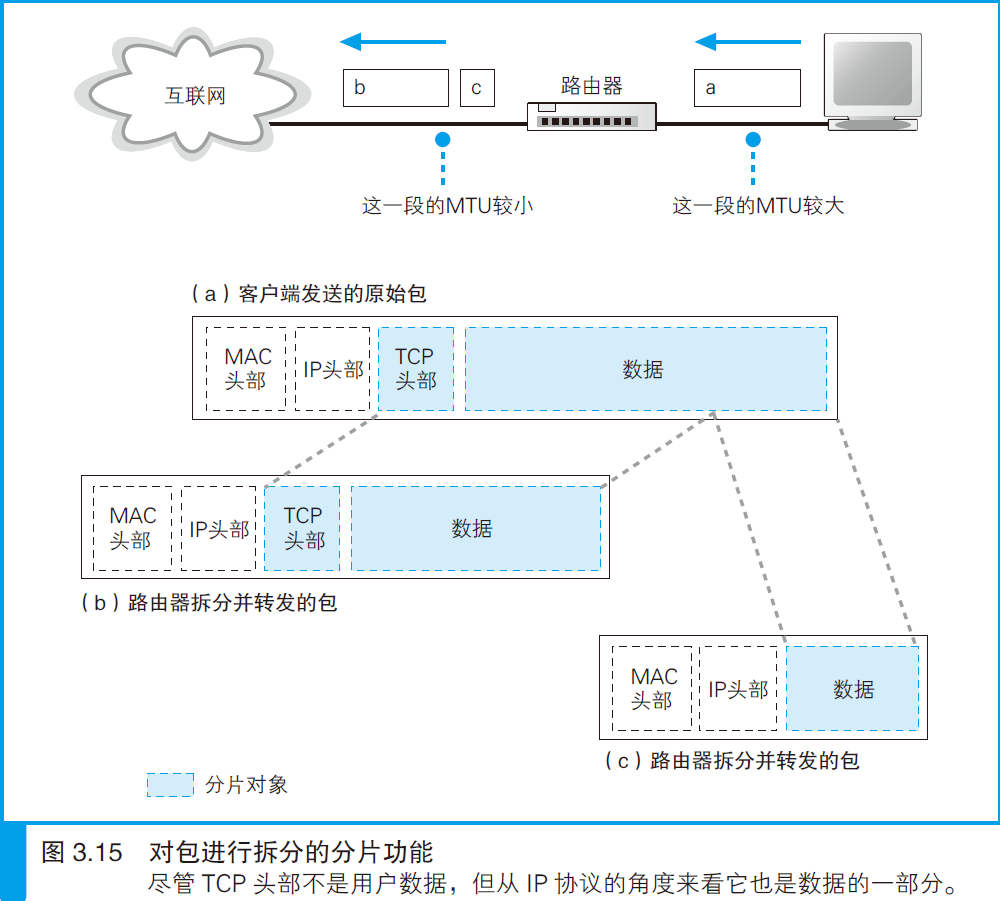 互联网
b
c
路由器
a
这一段的MTU较小
这一段的MTU较大
（a）客户端发送的原始包
MAC
头部
IP头部
TCP
头部
数据
MAC
头部
IP头部
TCP
头部
数据
（b）路由器拆分并转发的包
MAC
头部
IP头部
数据
（c）路由器拆分并转发的包
分片对象
图 3.15 对包进行拆分的分片功能
尽管 TCP 头部不是用户数据，但从 IP 协议的角度来看它也是数据的一部分。